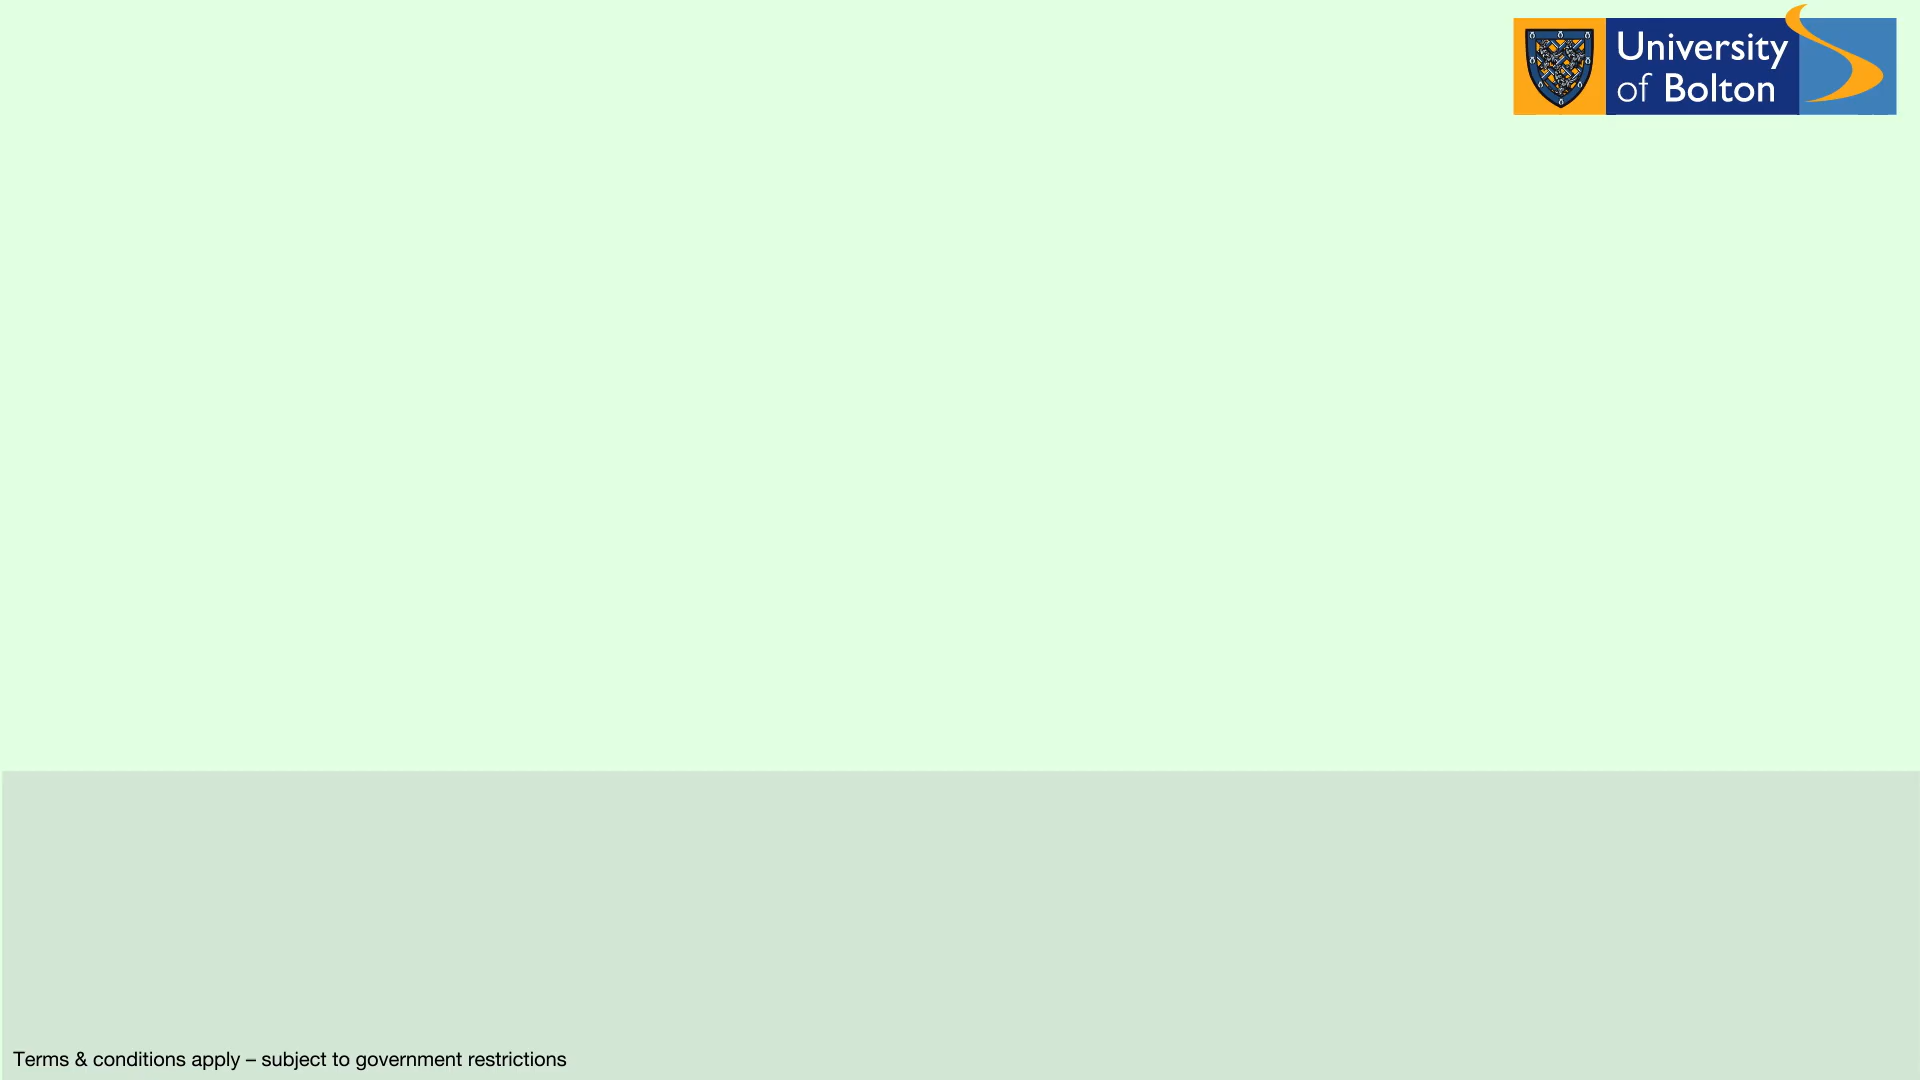 University
of Bolton
Terms & conditions apply – subject to government restrictions